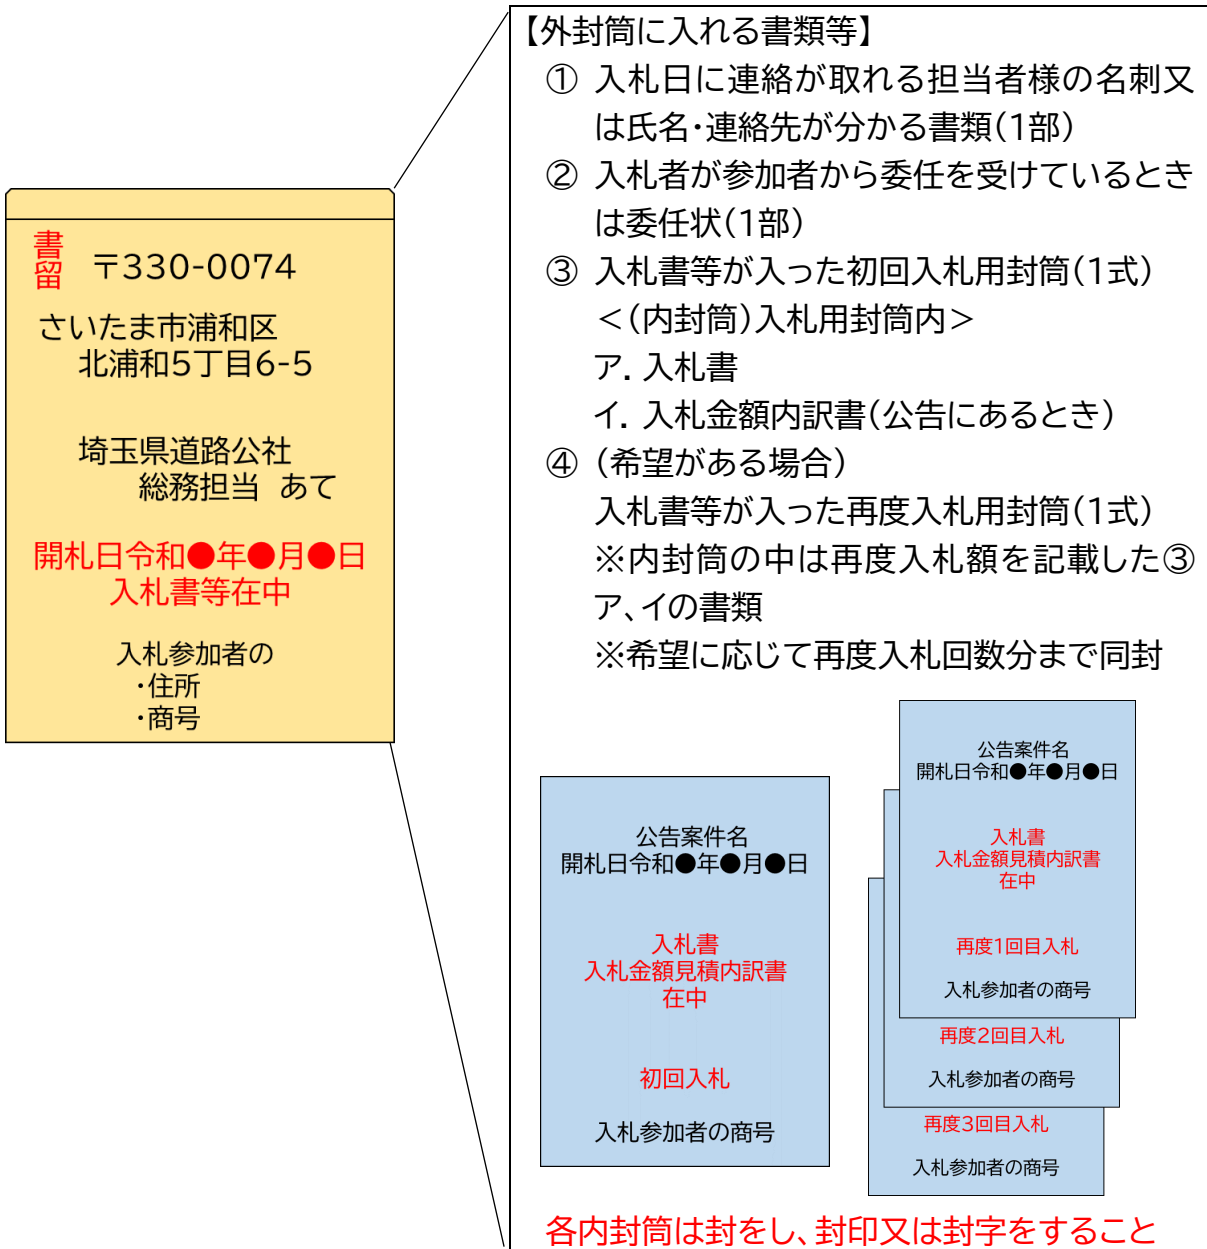 書留
〒330-0074
さいたま市浦和区
北浦和5丁目6-5
埼玉県道路公社
総務担当 あて
開札日令和●年●月●日
入札書等在中
入札参加者の
・住所
・商号
【外封筒に入れる書類等】
① 入札日に連絡が取れる担当者様の名刺又
は氏名・連絡先が分かる書類(1部)
② 入札者が参加者から委任を受けているとき
は委任状(1部)
③ 入札書等が入った初回入札用封筒(1式)
<(内封筒)入札用封筒内>
ア. 入札書
イ. 入札金額内訳書(公告にあるとき)
④ (希望がある場合)
入札書等が入った再度入札用封筒(1式)
※内封筒の中は再度入札額を記載した③
ア、イの書類
※希望に応じて再度入札回数分まで同封
公告案件名
開札日令和●年●月●日
入札書
入札金額見積内訳書
在中
初回入札
入札参加者の商号
公告案件名
開札日令和●年●月●日
入札書
入札金額見積内訳書
在中
再度1回目入札
入札参加者の商号
再度2回目入札
入札参加者の商号
再度3回目入札
入札参加者の商号
各内封筒は封をし、封印又は封字をすること